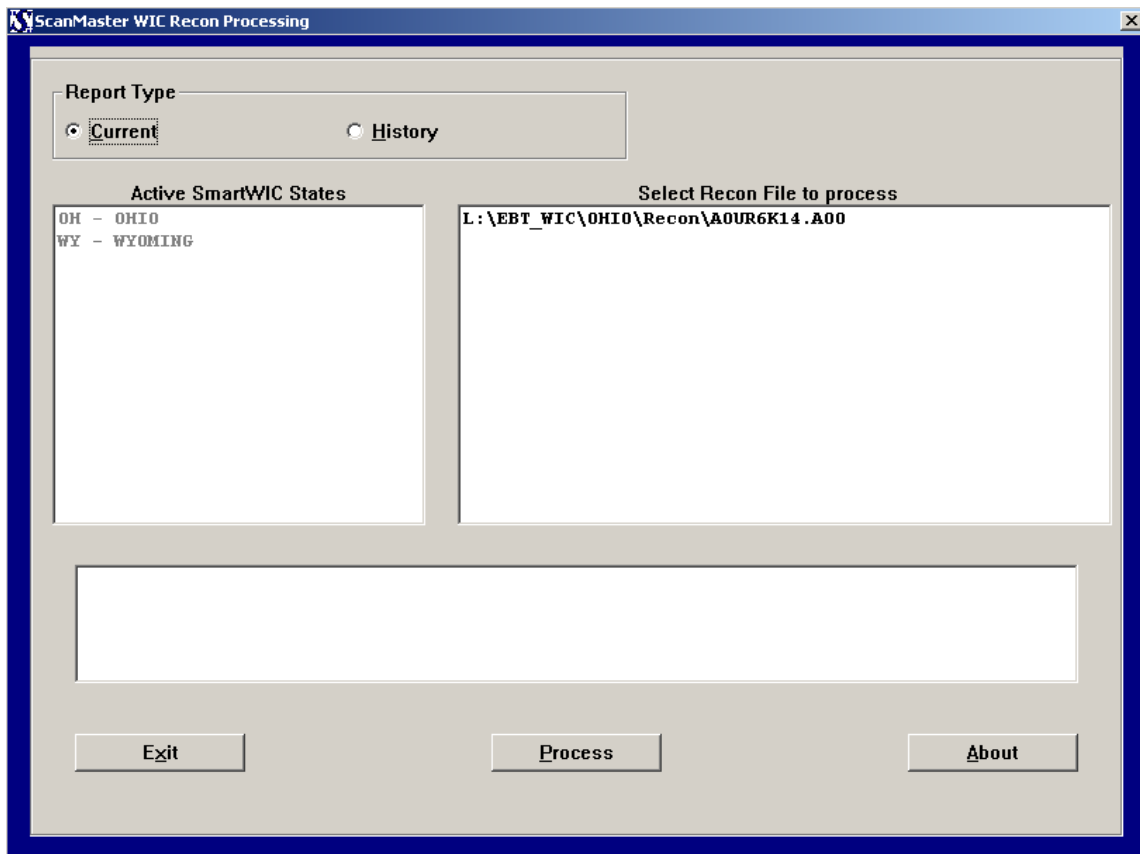 ScanMaster WIC Recon Processing
Report Type
Current
History
Active SmartWIC States
Select Recon File to process
OH - OHIO
WY - WYOMING
L:\EBT_WIC\OHIO\Recon\A0UR6K14.A00
Exit
Process
About